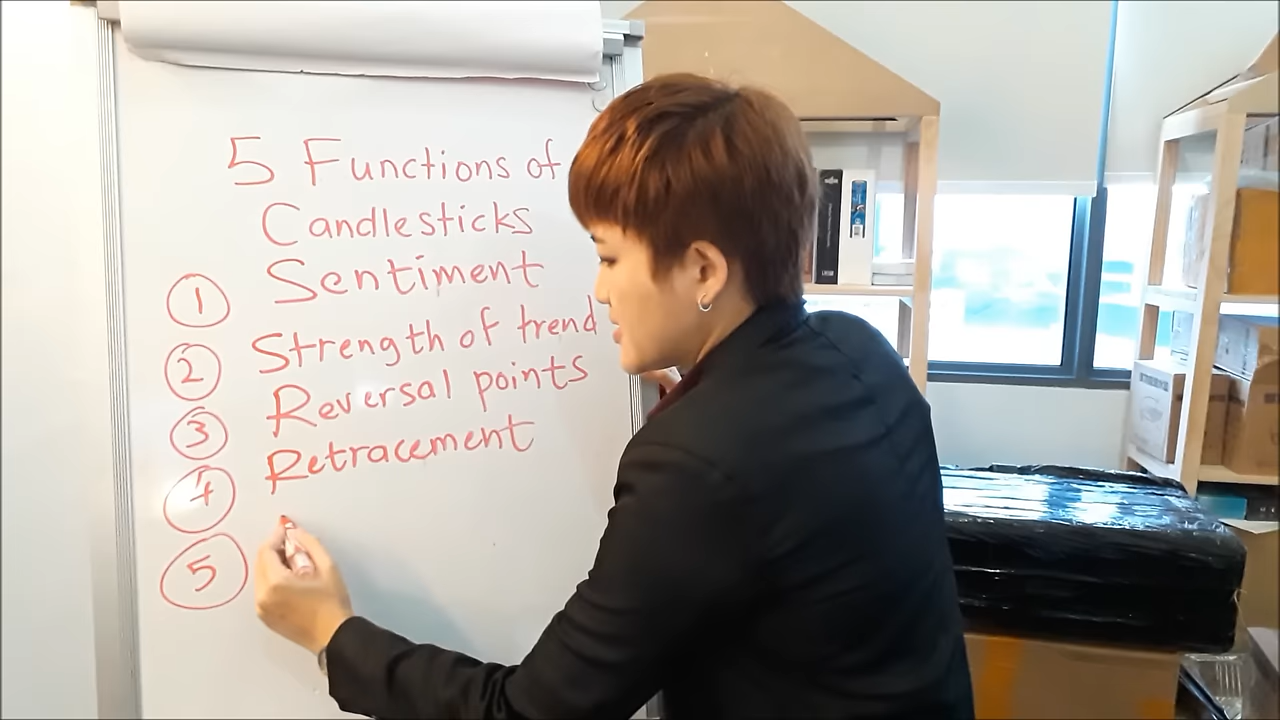 5 Functions of
Candlesticks
1 Sentiment
2 Strength of trend
3 Reversal points
4 Retracement
5